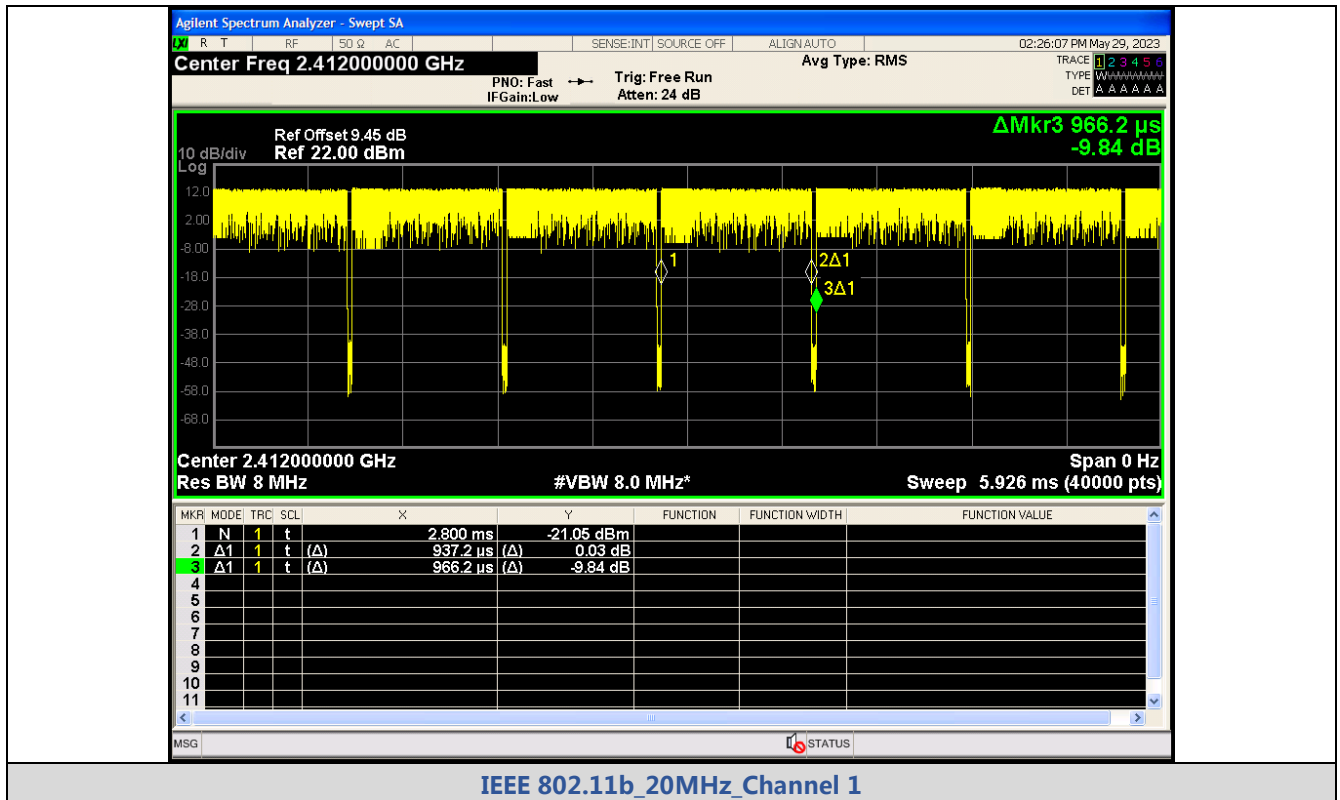 Agilent Spectrum Analyzer - Swept SA
LXI R T RF 50 Ω AC SENSE:INT SOURCE OFF ALIGN AUTO 02:26:07 PM May 29, 2023
Center Freq 2.412000000 GHz Avg Type: RMS TRACE 1 2 3 4 5 6
PNO: Fast Trig: Free Run TYPE WWWWWW
IFGain:Low Atten: 24 dB DET A A A A A A
ΔMkr3 966.2 µs
Ref Offset 9.45 dB
10 dB/div Ref 22.00 dBm -9.84 dB
Log
12.0
2.00
-8.00
1 2Δ1
-18.0
3Δ1
-28.0
-38.0
-48.0
-58.0
-68.0
Center 2.412000000 GHz Span 0 Hz
Res BW 8 MHz #VBW 8.0 MHz* Sweep 5.926 ms (40000 pts)
MKR MODE TRC SCL X Y FUNCTION FUNCTION WIDTH FUNCTION VALUE
1 N 1 t 2.800 ms -21.05 dBm
2 Δ1 1 t (Δ) 937.2 µs (Δ) 0.03 dB
3 Δ1 1 t (Δ) 966.2 µs (Δ) -9.84 dB
4
5
6
7
8
9
10
11
MSG STATUS
IEEE 802.11b_20MHz_Channel 1